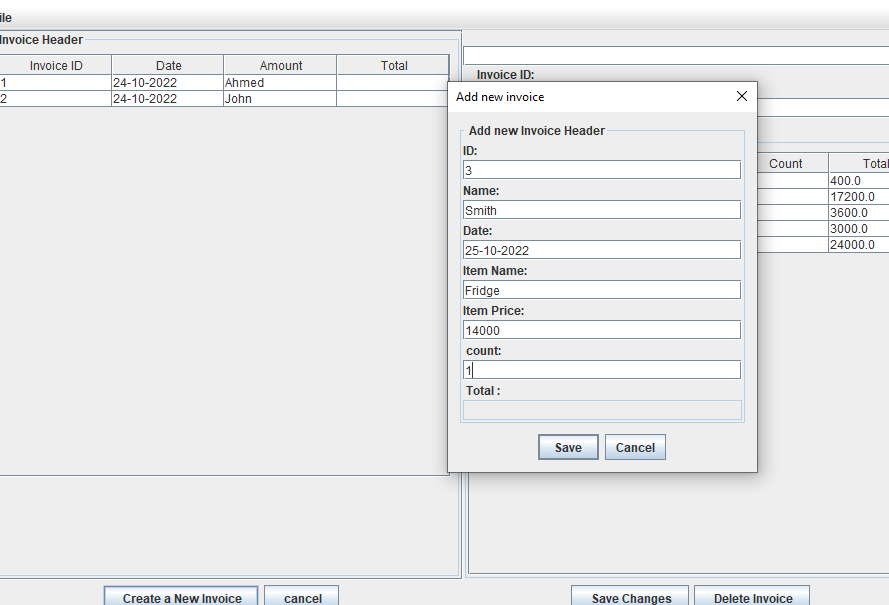 ile
Invoice Header
Invoice ID Date Amount Total
1 24-10-2022 Ahmed
2 24-10-2022 John
Invoice ID:
Count Total
400.0
17200.0
3600.0
3000.0
24000.0
Add new invoice
Add new Invoice Header
ID:
3
Name:
Smith
Date:
25-10-2022
Item Name:
Fridge
Item Price:
14000
count:
1
Total :
Save Cancel
Create a New Invoice cancel Save Changes Delete Invoice